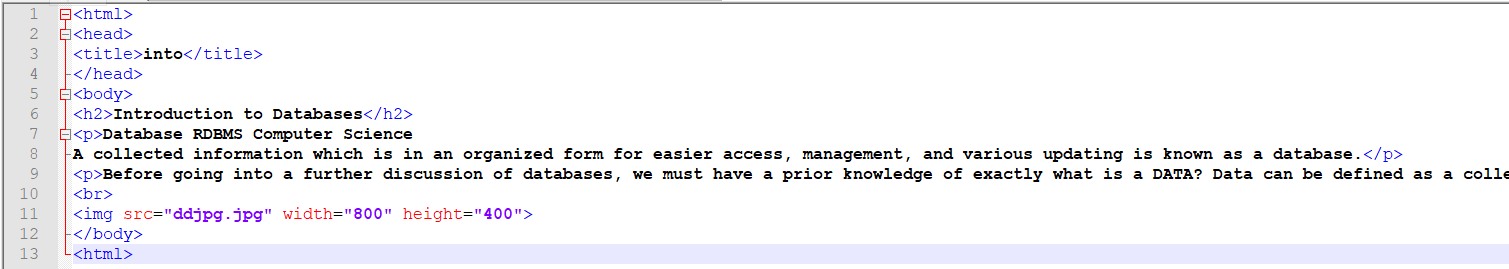 1 <html>
2 <head>
3 <title>into</title>
4 </head>
5 <body>
6 <h2>Introduction to Databases</h2>
7 <p>Database RDBMS Computer Science
8 A collected information which is in an organized form for easier access, management, and various updating is known as a database.</p>
9 <p>Before going into a further discussion of databases, we must have a prior knowledge of exactly what is a DATA? Data can be defined as a colle
10 <br>
11 <img src="ddjpg.jpg" width="800" height="400">
12 </body>
13 <html>